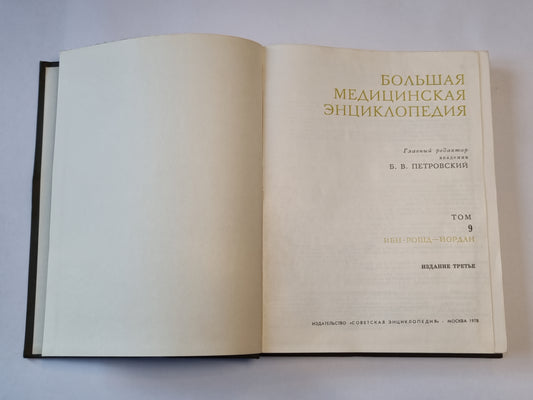 БОЛЬШАЯ
МЕДИЦИНСКАЯ
ЭНЦИКЛОПЕДИЯ
Главный редактор
академик
Б. В. ПЕТРОВСКИЙ
ТОМ
9
ИБН-РОШД—ЙОРДАН
ИЗДАНИЕ ТРЕТЬЕ
ИЗДАТЕЛЬСТВО «СОВЕТСКАЯ ЭНЦИКЛОПЕДИЯ» · МОСКВА 1978